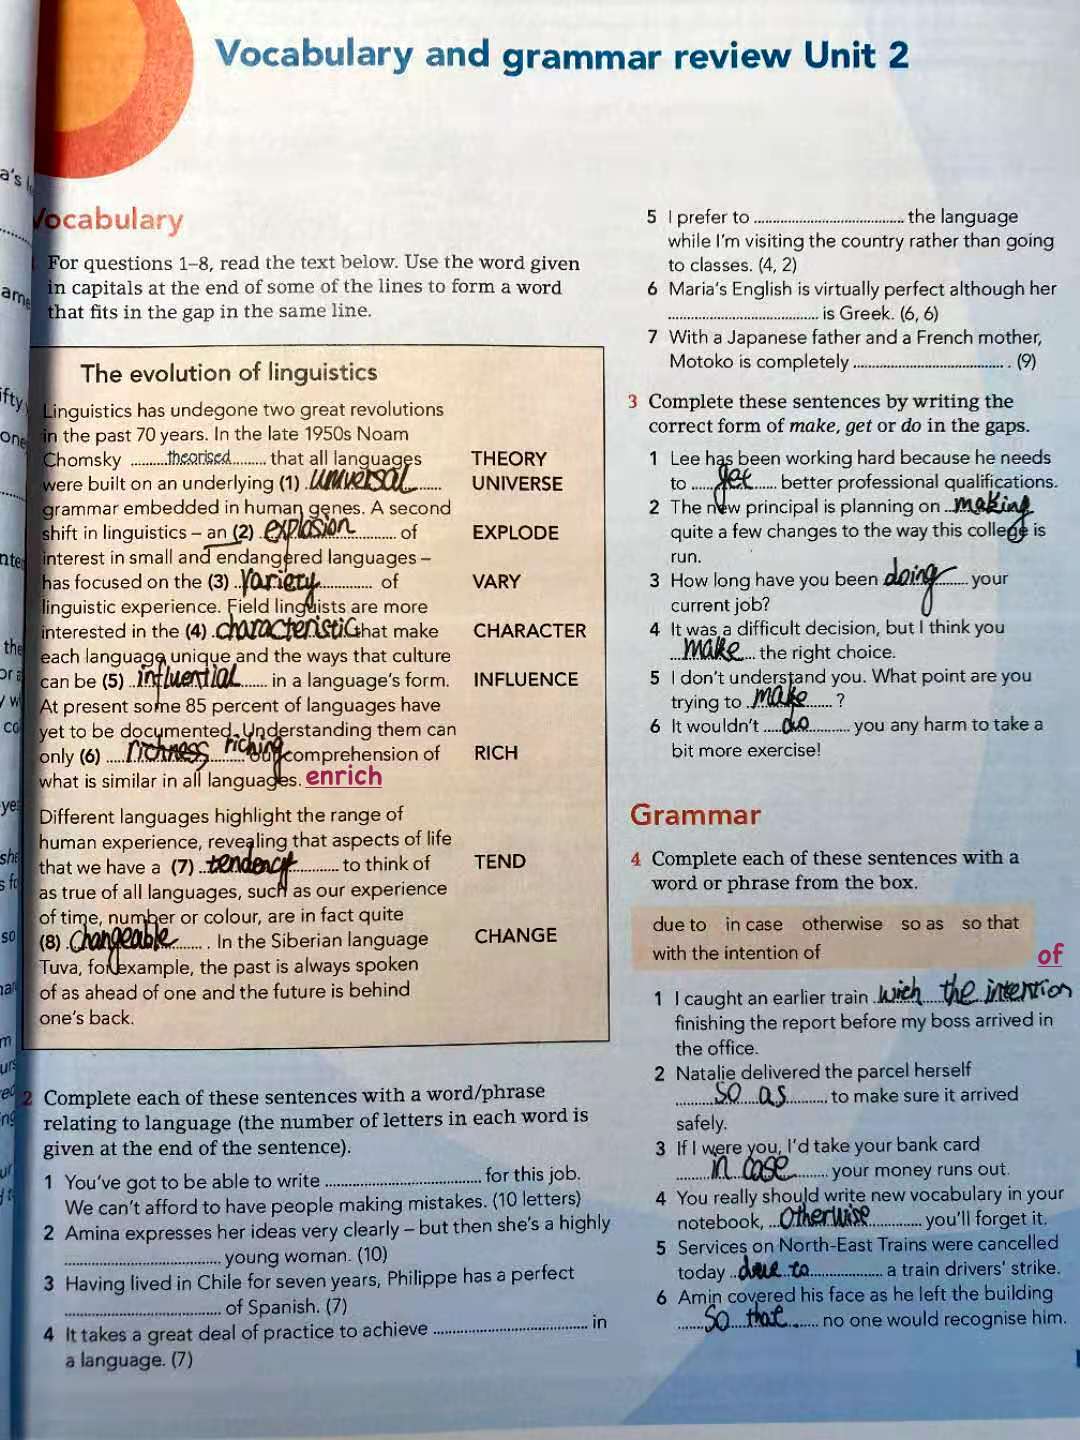 Vocabulary and grammar review Unit 2
Vocabulary
For questions 1–8, read the text below. Use the word given
in capitals at the end of some of the lines to form a word
that fits in the gap in the same line.
The evolution of linguistics
Linguistics has undegone two great revolutions
in the past 70 years. In the late 1950s Noam
Chomsky theorised that all languages THEORY
were built on an underlying (1) universal UNIVERSE
grammar embedded in human genes. A second
shift in linguistics – an (2) explosion of EXPLODE
interest in small and endangered languages –
has focused on the (3) variety of VARY
linguistic experience. Field linguists are more
interested in the (4) characteristic that make CHARACTER
each language unique and the ways that culture
can be (5) influential in a language's form. INFLUENCE
At present some 85 percent of languages have
yet to be documented. Understanding them can
only (6) richness riching our comprehension of RICH
what is similar in all languages. enrich
Different languages highlight the range of
human experience, revealing that aspects of life
that we have a (7) tendency to think of TEND
as true of all languages, such as our experience
of time, number or colour, are in fact quite
(8) Changeable . In the Siberian language CHANGE
Tuva, for example, the past is always spoken
of as ahead of one and the future is behind
one's back.
2 Complete each of these sentences with a word/phrase
relating to language (the number of letters in each word is
given at the end of the sentence).
1 You've got to be able to write ........ for this job.
We can't afford to have people making mistakes. (10 letters)
2 Amina expresses her ideas very clearly – but then she's a highly
........ young woman. (10)
3 Having lived in Chile for seven years, Philippe has a perfect
........ of Spanish. (7)
4 It takes a great deal of practice to achieve ........ in
a language. (7)
5 I prefer to ........ the language
while I'm visiting the country rather than going
to classes. (4, 2)
6 Maria's English is virtually perfect although her
........ is Greek. (6, 6)
7 With a Japanese father and a French mother,
Motoko is completely ........ . (9)
3 Complete these sentences by writing the
correct form of make, get or do in the gaps.
1 Lee has been working hard because he needs
to get better professional qualifications.
2 The new principal is planning on making
quite a few changes to the way this college is
run.
3 How long have you been doing your
current job?
4 It was a difficult decision, but I think you
make the right choice.
5 I don't understand you. What point are you
trying to make ?
6 It wouldn't do you any harm to take a
bit more exercise!
Grammar
4 Complete each of these sentences with a
word or phrase from the box.
due to in case otherwise so as so that
with the intention of
of
1 I caught an earlier train with the intention
finishing the report before my boss arrived in
the office.
2 Natalie delivered the parcel herself
so as to make sure it arrived
safely.
3 If I were you, I'd take your bank card
in case your money runs out.
4 You really should write new vocabulary in your
notebook, Otherwise you'll forget it.
5 Services on North-East Trains were cancelled
today due to a train drivers' strike.
6 Amin covered his face as he left the building
So that no one would recognise him.